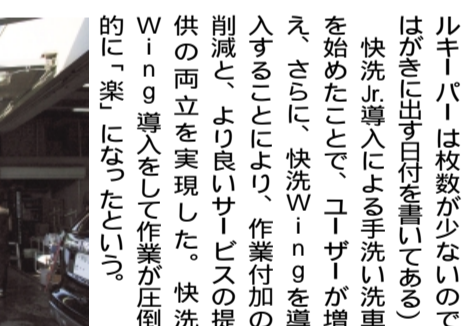 ルキーパーは枚数が少ないので
はがきに出す日付を書いてある）
快洗Jr.導入による手洗い洗車
を始めたことで、ユーザーが増
え、さらに、快洗Wingを導
入することにより、作業付加の
削減と、より良いサービスの提
供の両立を実現した。快洗
Wing導入をして作業が圧倒
的に「楽」になったという。